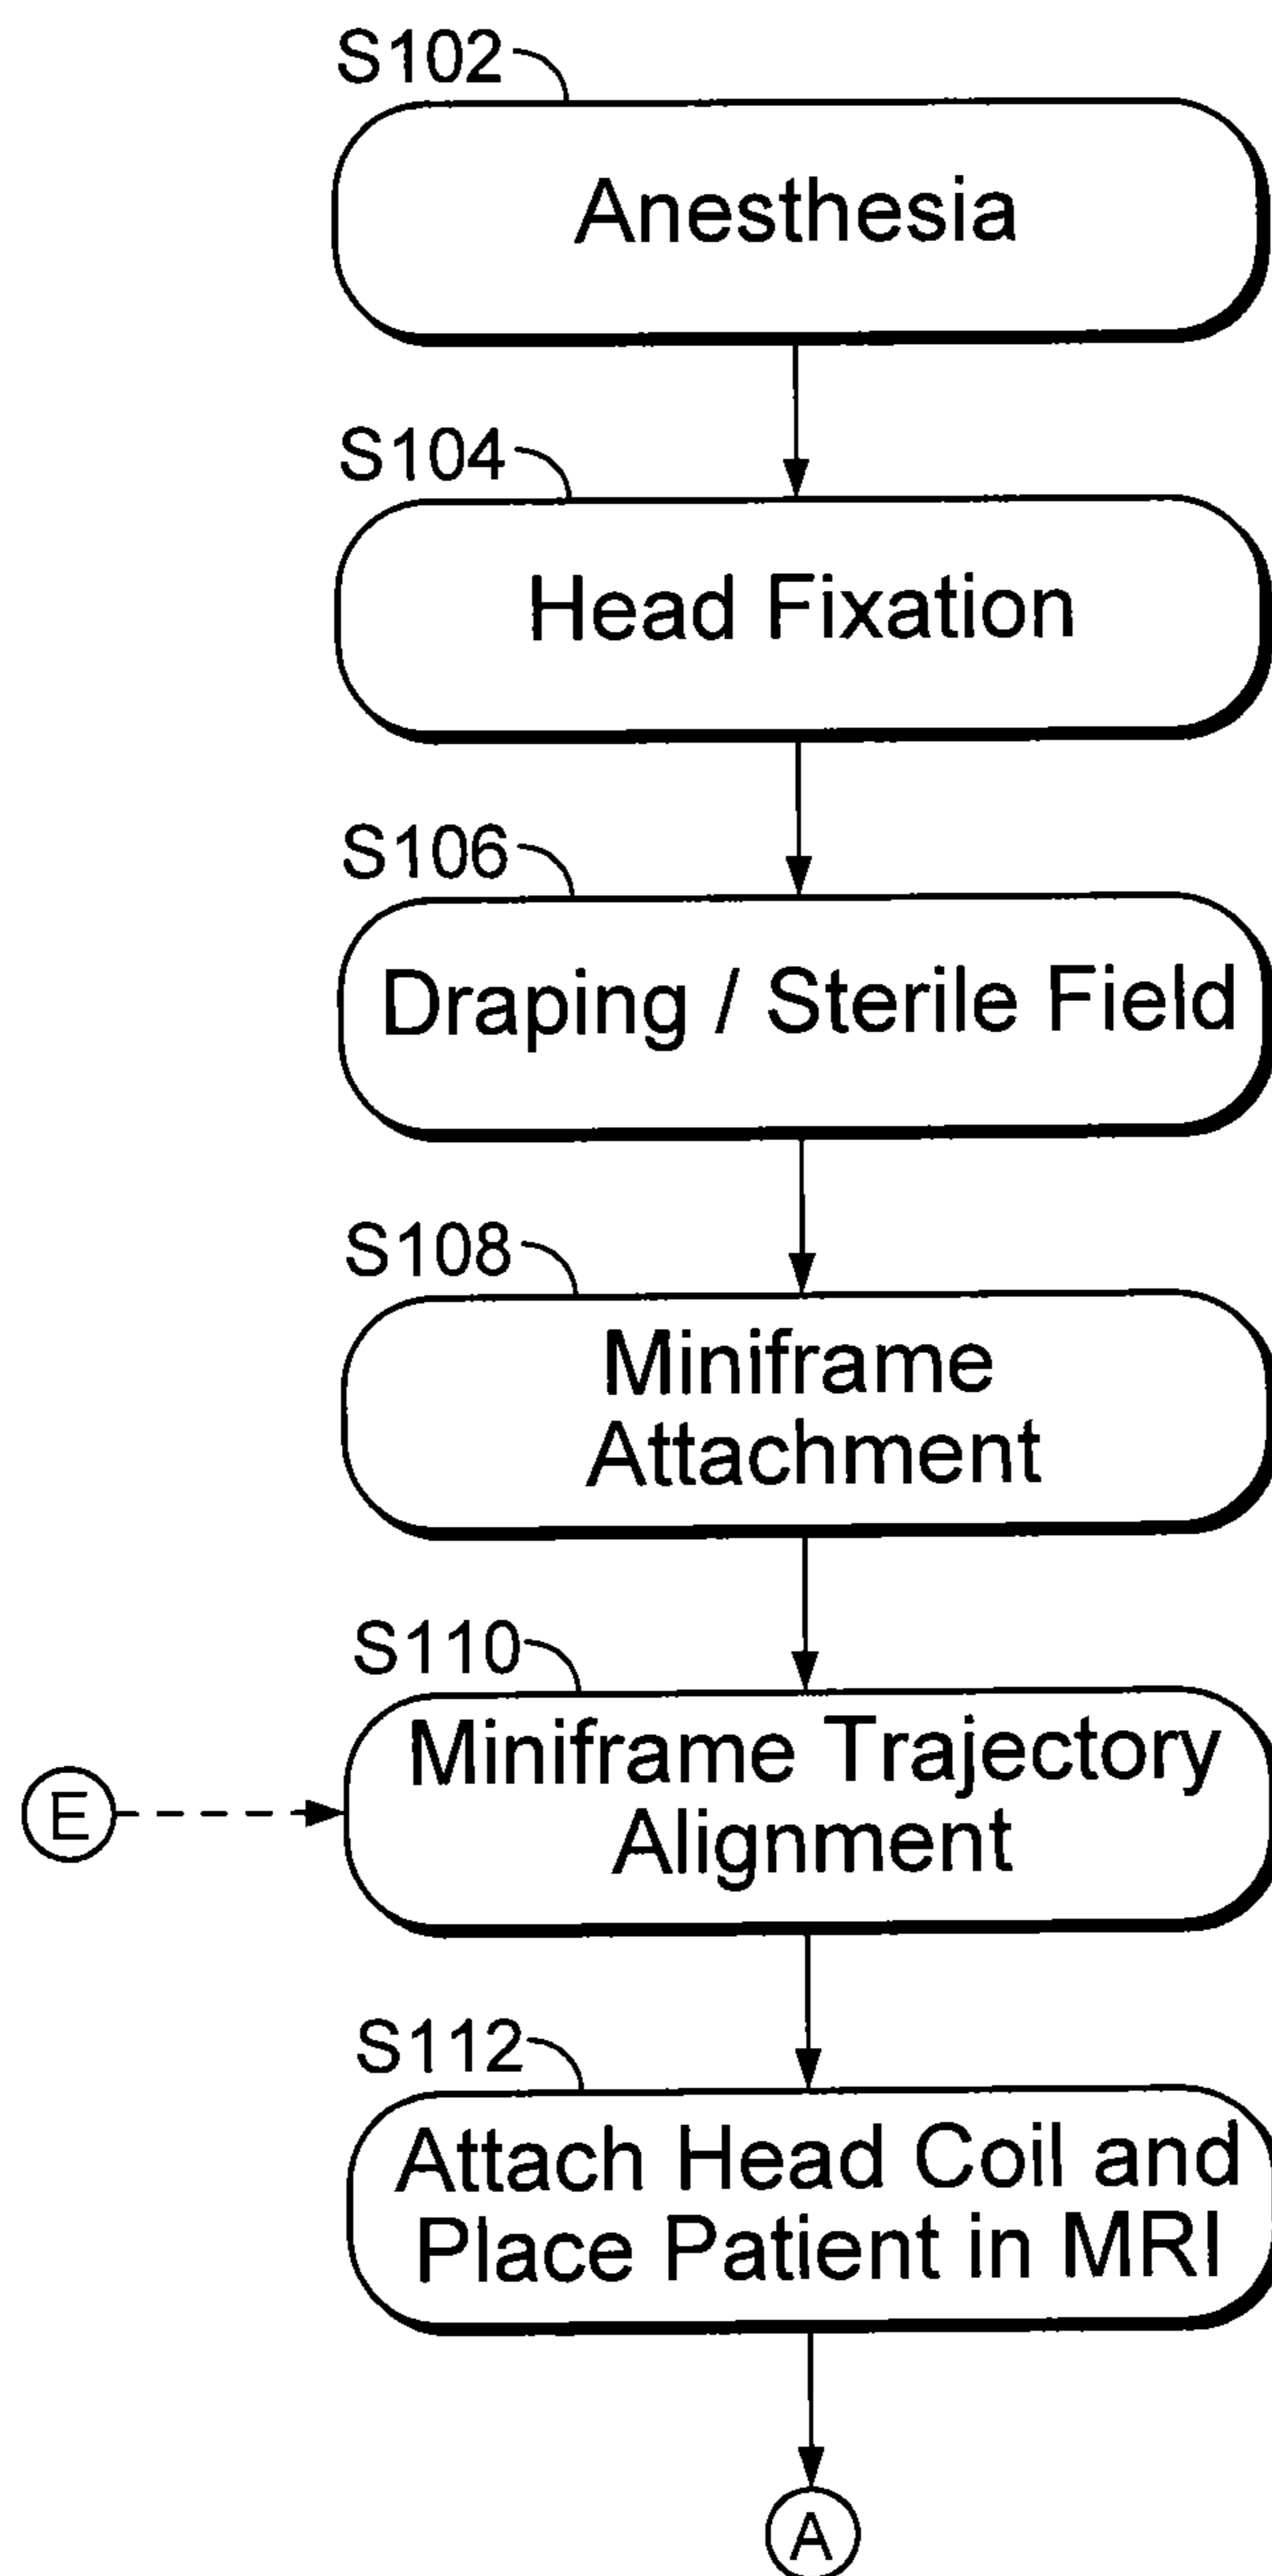 S102
Anesthesia
S104
Head Fixation
S106
Draping / Sterile Field
S108
Miniframe
Attachment
S110
Miniframe Trajectory
Alignment
E
S112
Attach Head Coil and
Place Patient in MRI
A